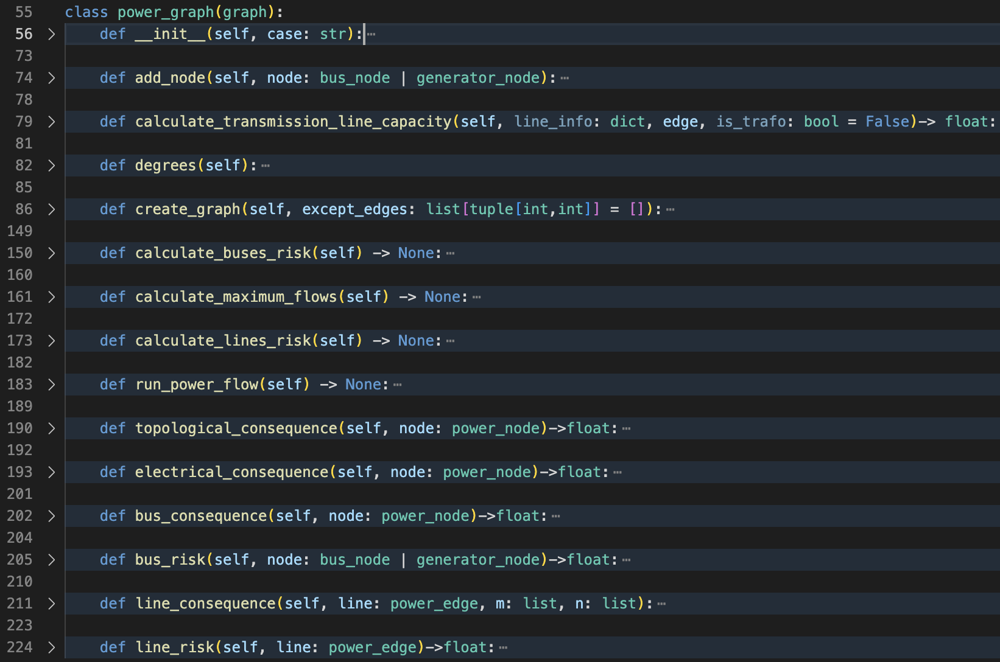 55 class power_graph(graph):
56 > def __init__(self, case: str):⋯
73
74 > def add_node(self, node: bus_node | generator_node):⋯
78
79 > def calculate_transmission_line_capacity(self, line_info: dict, edge, is_trafo: bool = False)-> float:
81
82 > def degrees(self):⋯
85
86 > def create_graph(self, except_edges: list[tuple[int,int]] = []):⋯
149
150 > def calculate_buses_risk(self) -> None:⋯
160
161 > def calculate_maximum_flows(self) -> None:⋯
172
173 > def calculate_lines_risk(self) -> None:⋯
182
183 > def run_power_flow(self) -> None:⋯
189
190 > def topological_consequence(self, node: power_node)->float:⋯
192
193 > def electrical_consequence(self, node: power_node)->float:⋯
201
202 > def bus_consequence(self, node: power_node)->float:⋯
204
205 > def bus_risk(self, node: bus_node | generator_node)->float:⋯
210
211 > def line_consequence(self, line: power_edge, m: list, n: list):⋯
223
224 > def line_risk(self, line: power_edge)->float:⋯